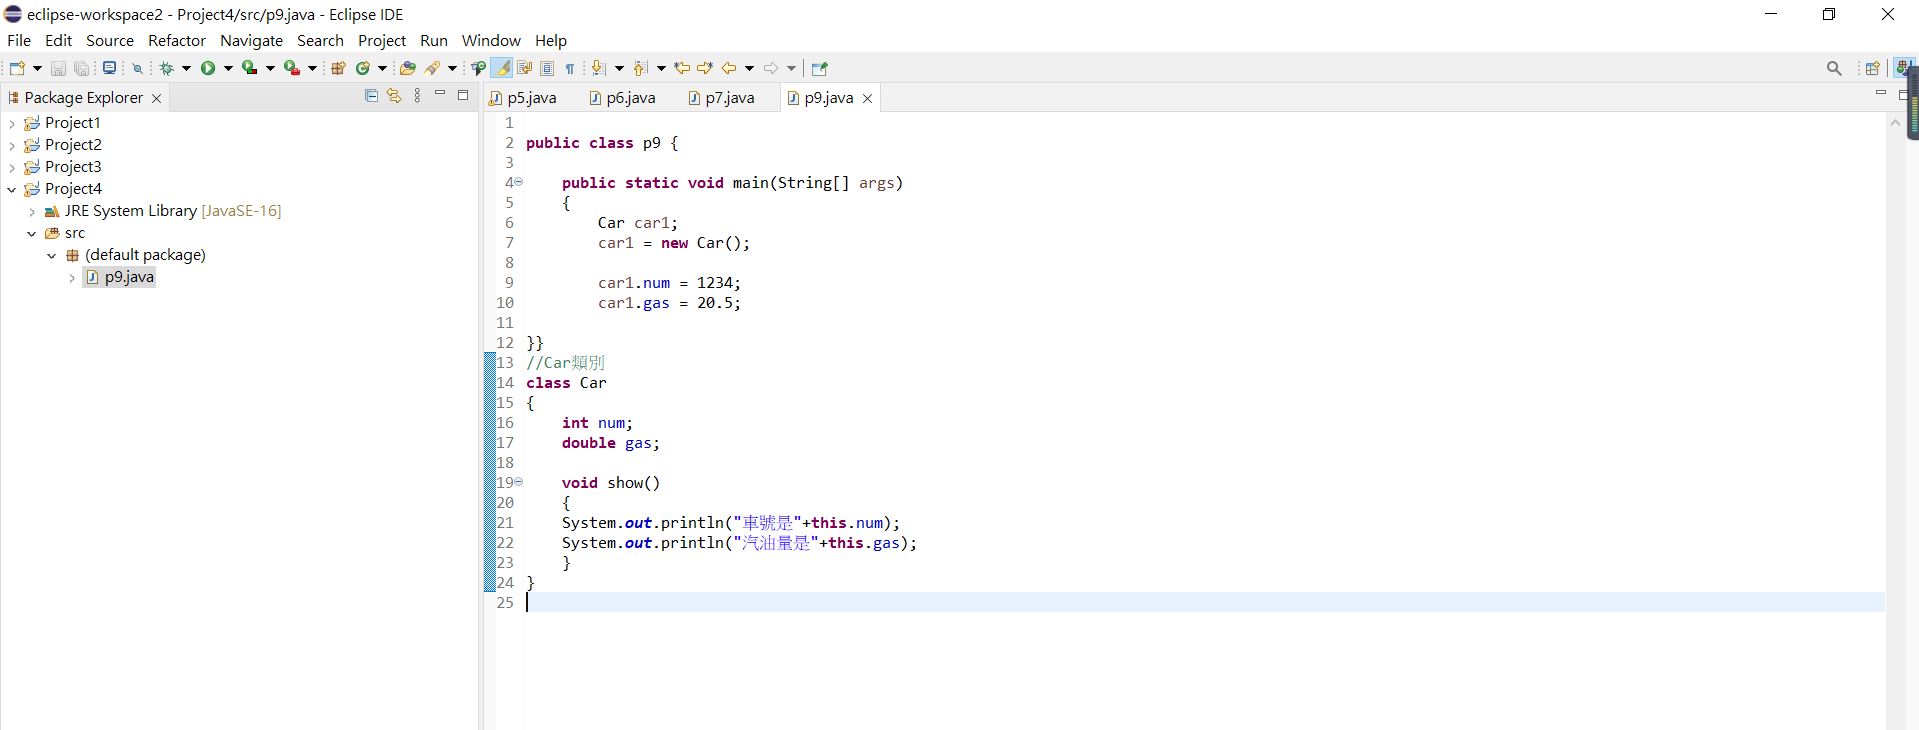 eclipse-workspace2 - Project4/src/p9.java - Eclipse IDE
File Edit Source Refactor Navigate Search Project Run Window Help
Package Explorer
Project1
Project2
Project3
Project4
JRE System Library [JavaSE-16]
src
(default package)
p9.java
p5.java p6.java p7.java p9.java
1
2 public class p9 {
3
4 public static void main(String[] args)
5 {
6 Car car1;
7 car1 = new Car();
8
9 car1.num = 1234;
10 car1.gas = 20.5;
11
12 }}
13 //Car類別
14 class Car
15 {
16 int num;
17 double gas;
18
19 void show()
20 {
21 System.out.println("車號是"+this.num);
22 System.out.println("汽油量是"+this.gas);
23 }
24 }
25